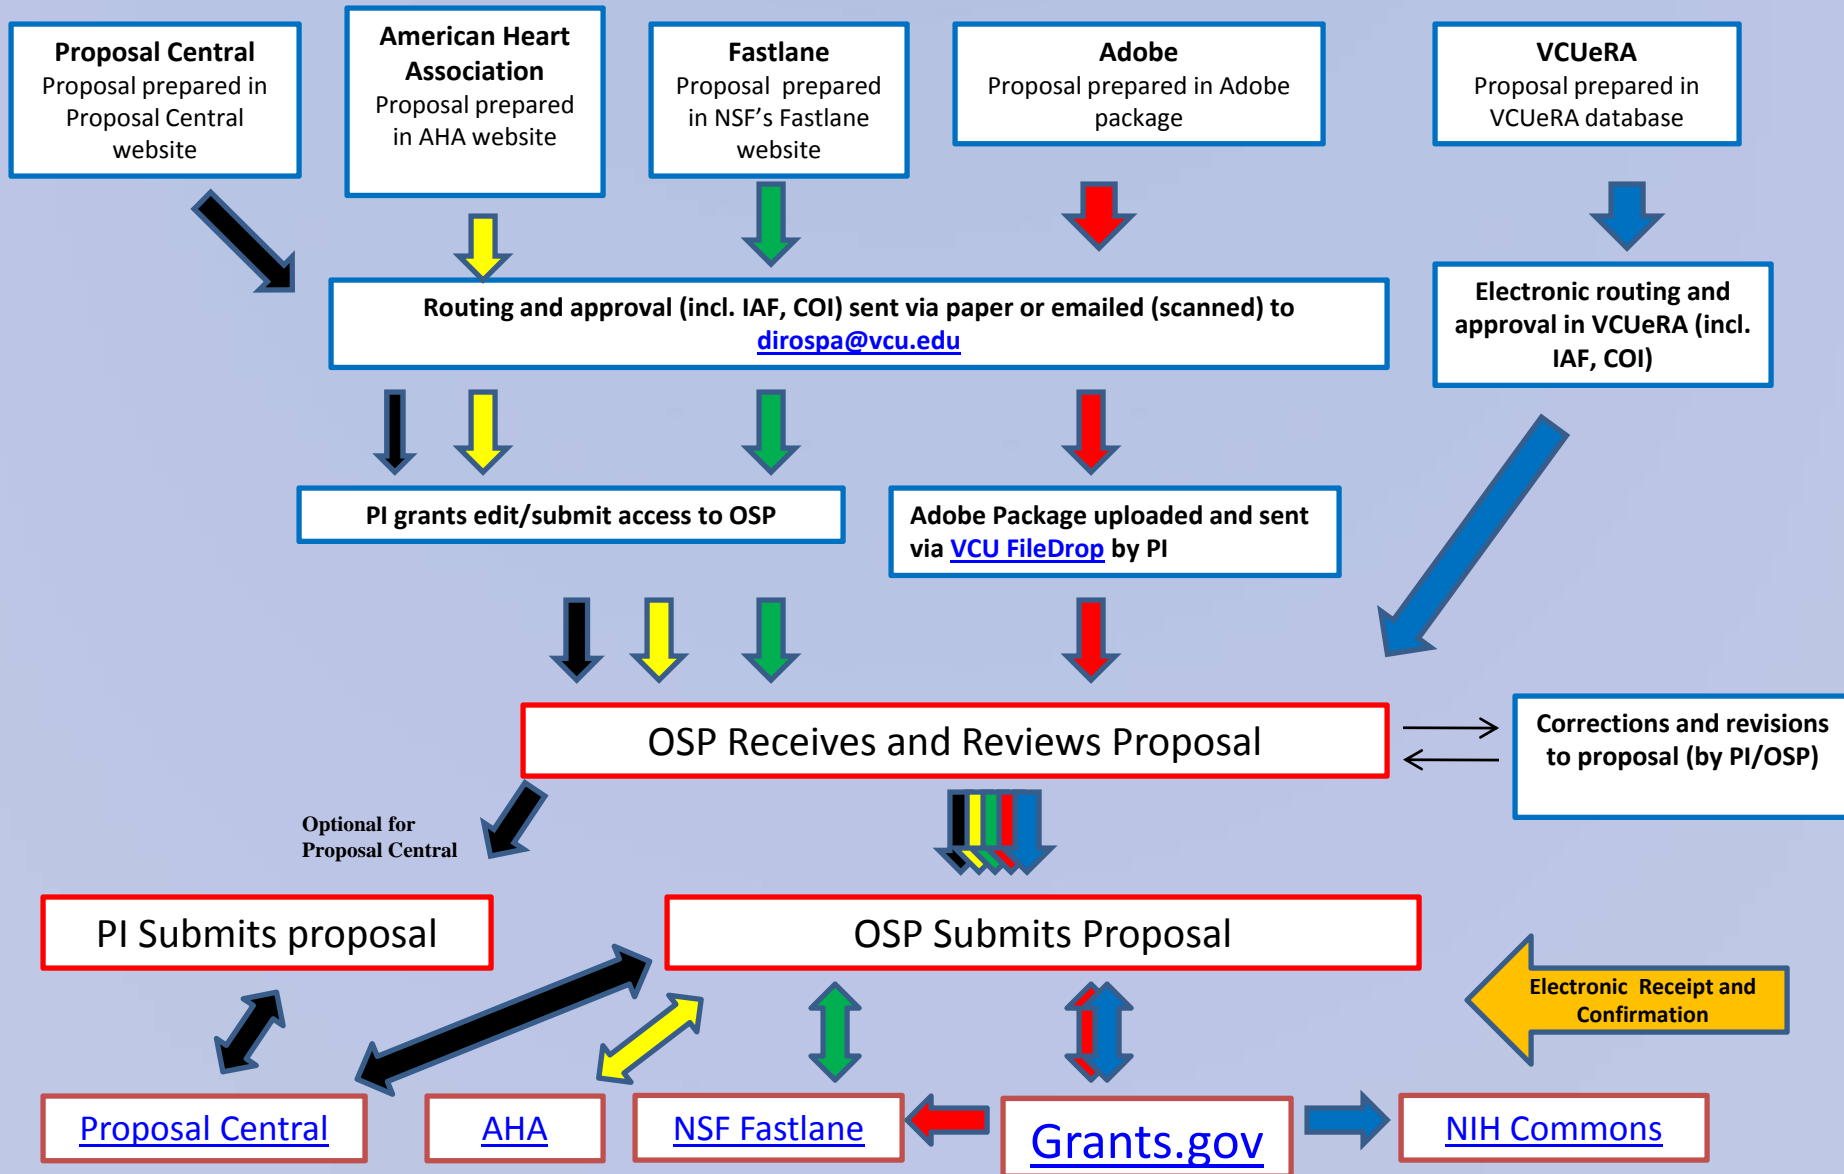 Proposal Central
Proposal prepared in
Proposal Central
website
American Heart
Association
Proposal prepared
in AHA website
Fastlane
Proposal prepared
in NSF's Fastlane
website
Adobe
Proposal prepared in Adobe
package
VCUeRA
Proposal prepared in
VCUeRA database
Routing and approval (incl. IAF, COI) sent via paper or emailed (scanned) to
dirospa@vcu.edu
Electronic routing and
approval in VCUeRA (incl.
IAF, COI)
PI grants edit/submit access to OSP
Adobe Package uploaded and sent
via VCU FileDrop by PI
OSP Receives and Reviews Proposal
Corrections and revisions
to proposal (by PI/OSP)
Optional for
Proposal Central
PI Submits proposal
OSP Submits Proposal
Electronic Receipt and
Confirmation
Proposal Central
AHA
NSF Fastlane
Grants.gov
NIH Commons